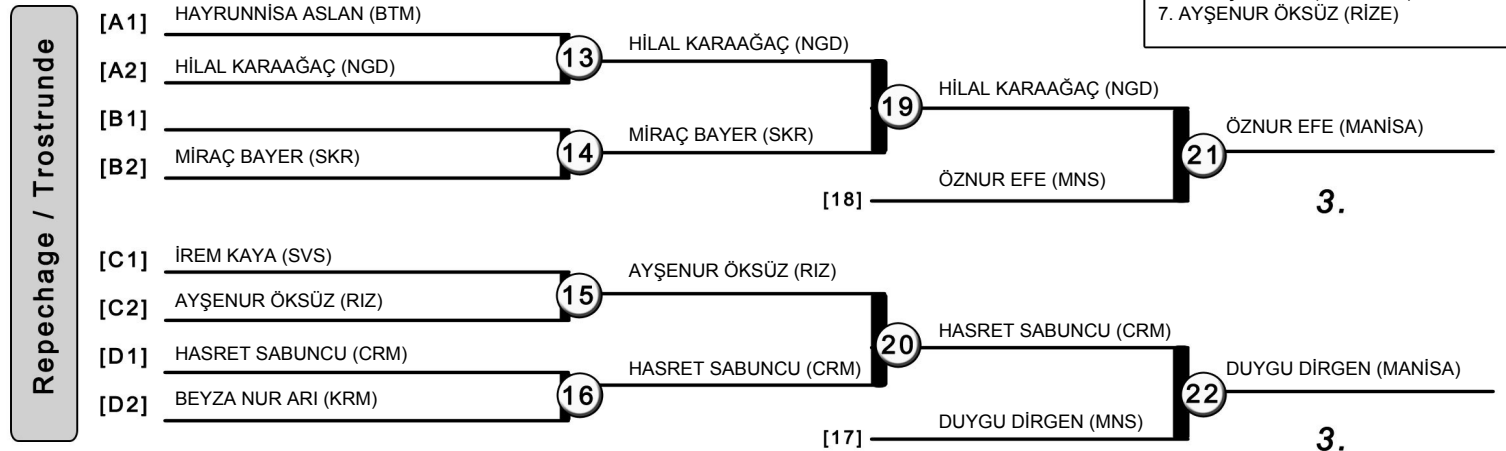 7. AYŞENUR ÖKSÜZ (RİZE)
Repechage / Trostrunde
[A1] HAYRUNNİSA ASLAN (BTM)
[A2] HİLAL KARAAĞAÇ (NGD)
13 HİLAL KARAAĞAÇ (NGD)
[B1]
[B2] MİRAÇ BAYER (SKR)
14 MİRAÇ BAYER (SKR)
19 HİLAL KARAAĞAÇ (NGD)
[18] ÖZNUR EFE (MNS)
21 ÖZNUR EFE (MANİSA)
3.
[C1] İREM KAYA (SVS)
[C2] AYŞENUR ÖKSÜZ (RIZ)
15 AYŞENUR ÖKSÜZ (RIZ)
[D1] HASRET SABUNCU (CRM)
[D2] BEYZA NUR ARI (KRM)
16 HASRET SABUNCU (CRM)
20 HASRET SABUNCU (CRM)
[17] DUYGU DİRGEN (MNS)
22 DUYGU DİRGEN (MANİSA)
3.